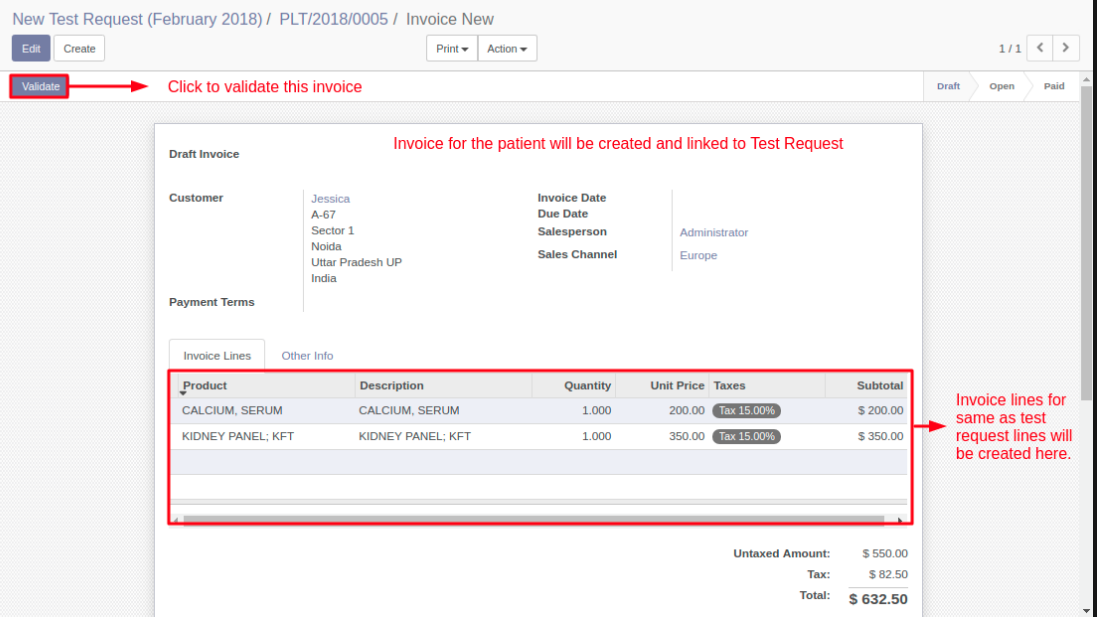 New Test Request (February 2018) / PLT/2018/0005 / Invoice New
Edit Create Print Action 1 / 1
Validate Click to validate this invoice Draft Open Paid
Invoice for the patient will be created and linked to Test Request
Draft Invoice
Customer Jessica
A-67
Sector 1
Noida
Uttar Pradesh UP
India
Invoice Date
Due Date
Salesperson Administrator
Sales Channel Europe
Payment Terms
Invoice Lines Other Info
Product Description Quantity Unit Price Taxes Subtotal
CALCIUM, SERUM CALCIUM, SERUM 1.000 200.00 Tax 15.00% $ 200.00
KIDNEY PANEL; KFT KIDNEY PANEL; KFT 1.000 350.00 Tax 15.00% $ 350.00
Invoice lines for
same as test
request lines will
be created here.
Untaxed Amount: $ 550.00
Tax: $ 82.50
Total: $ 632.50